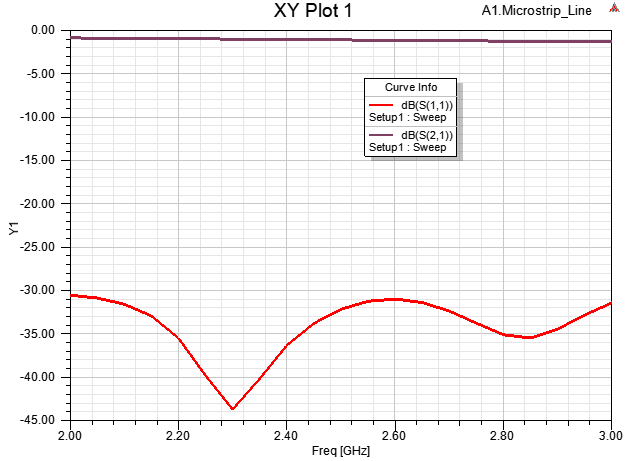 XY Plot 1
A1.Microstrip_Line
0.00
-5.00
-10.00
-15.00
-20.00
-25.00
-30.00
-35.00
-40.00
-45.00
Y1
Curve Info
dB(S(1,1))
Setup1 : Sweep
dB(S(2,1))
Setup1 : Sweep
2.00 2.20 2.40 2.60 2.80 3.00
Freq [GHz]